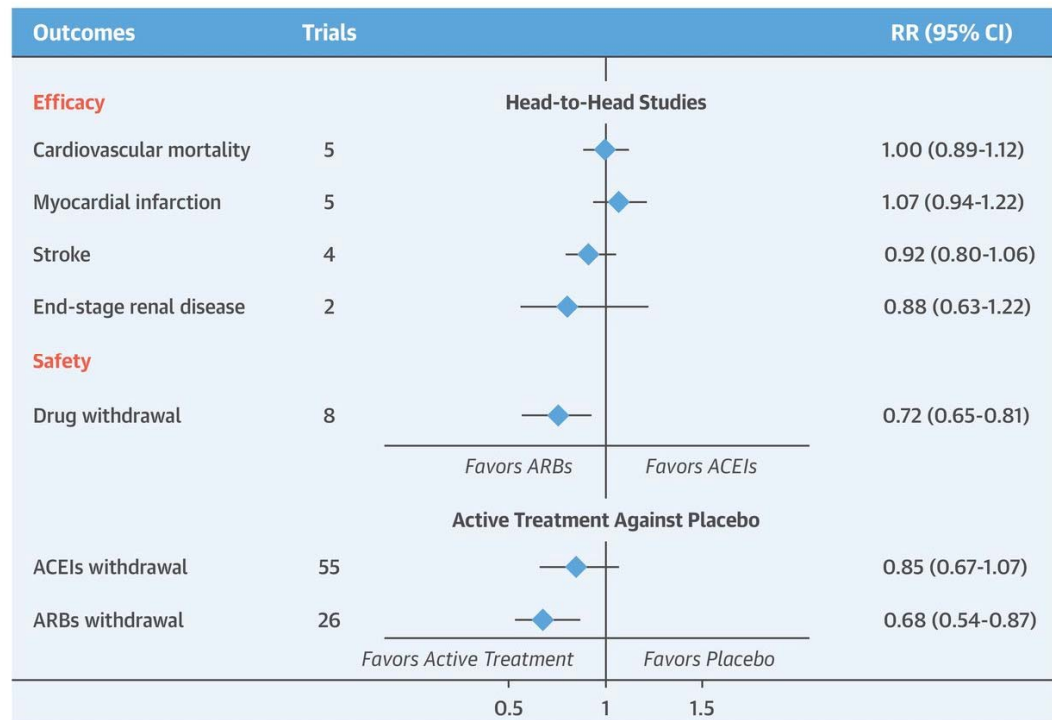 Outcomes Trials RR (95% CI)
Efficacy Head-to-Head Studies
Cardiovascular mortality 5 1.00 (0.89-1.12)
Myocardial infarction 5 1.07 (0.94-1.22)
Stroke 4 0.92 (0.80-1.06)
End-stage renal disease 2 0.88 (0.63-1.22)
Safety
Drug withdrawal 8 0.72 (0.65-0.81)
Favors ARBs Favors ACEIs
Active Treatment Against Placebo
ACEIs withdrawal 55 0.85 (0.67-1.07)
ARBs withdrawal 26 0.68 (0.54-0.87)
Favors Active Treatment Favors Placebo
0.5 1 1.5